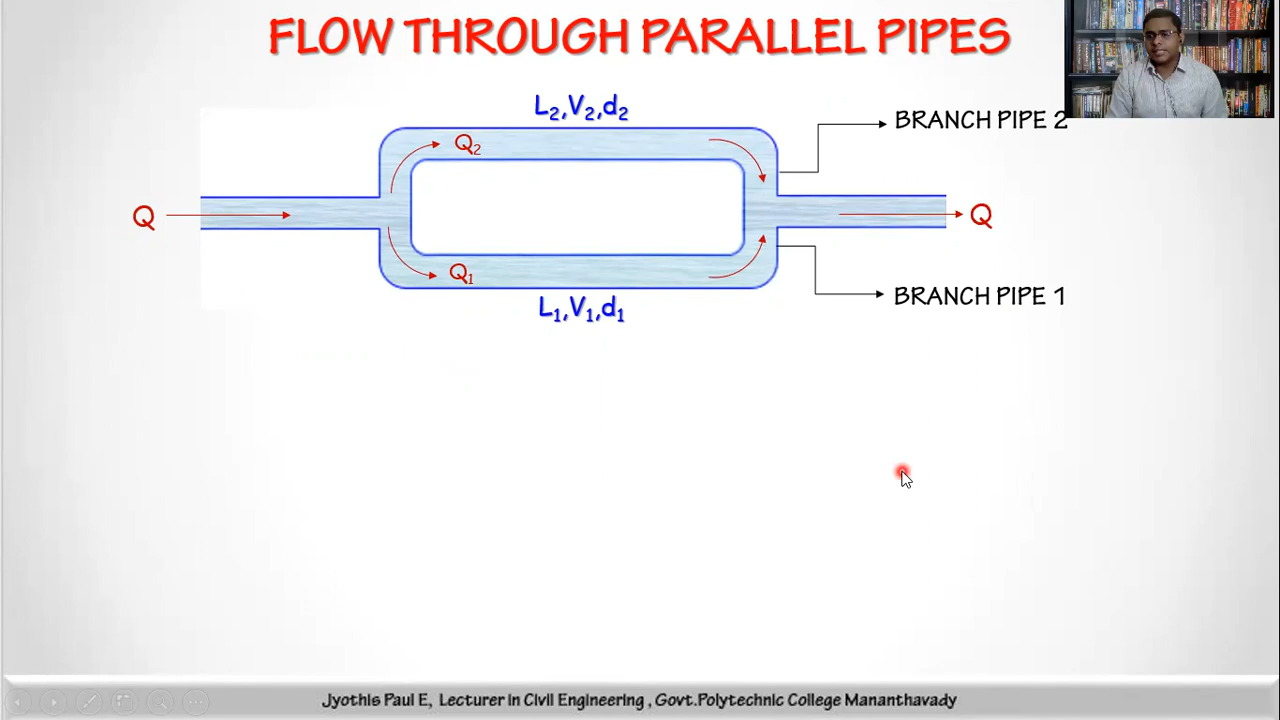 FLOW THROUGH PARALLEL PIPES
L₂,V₂,d₂
BRANCH PIPE 2
Q₂
Q
Q
Q₁
BRANCH PIPE 1
L₁,V₁,d₁
Jyothis Paul E, Lecturer in Civil Engineering , Govt.Polytechnic College Mananthavady